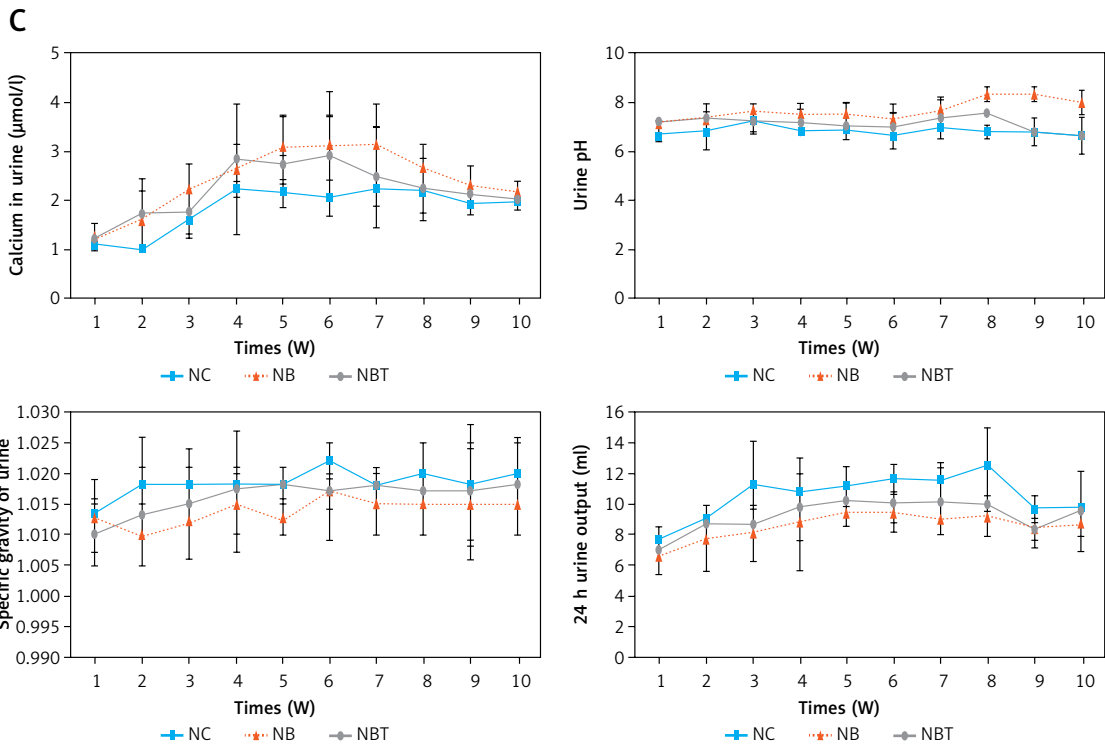 C
Calcium in urine (µmol/l)
5
4
3
2
1
0
1 2 3 4 5 6 7 8 9 10
Times (W)
NC NB NBT
Urine pH
10
8
6
4
2
0
1 2 3 4 5 6 7 8 9 10
Times (W)
NC NB NBT
Specific gravity of urine
1.030
1.025
1.020
1.015
1.010
1.005
1.000
0.995
0.990
1 2 3 4 5 6 7 8 9 10
Times (W)
NC NB NBT
24 h urine output (ml)
16
14
12
10
8
6
4
2
0
1 2 3 4 5 6 7 8 9 10
Times (W)
NC NB NBT